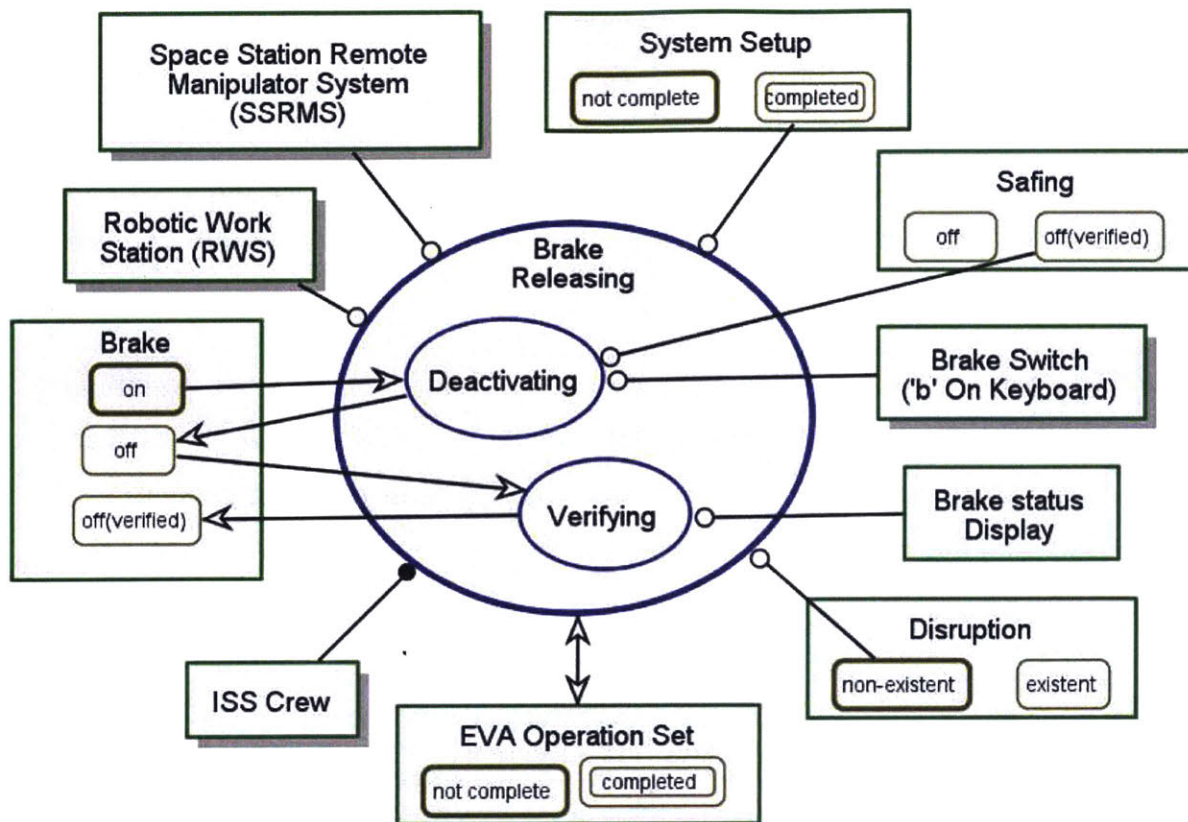 Space Station Remote
Manipulator System
(SSRMS)
System Setup
not complete
completed
Safing
off
off(verified)
Robotic Work
Station (RWS)
Brake
Releasing
Brake
on
off
off(verified)
Deactivating
Brake Switch
('b' On Keyboard)
Verifying
Brake status
Display
Disruption
non-existent
existent
ISS Crew
EVA Operation Set
not complete
completed